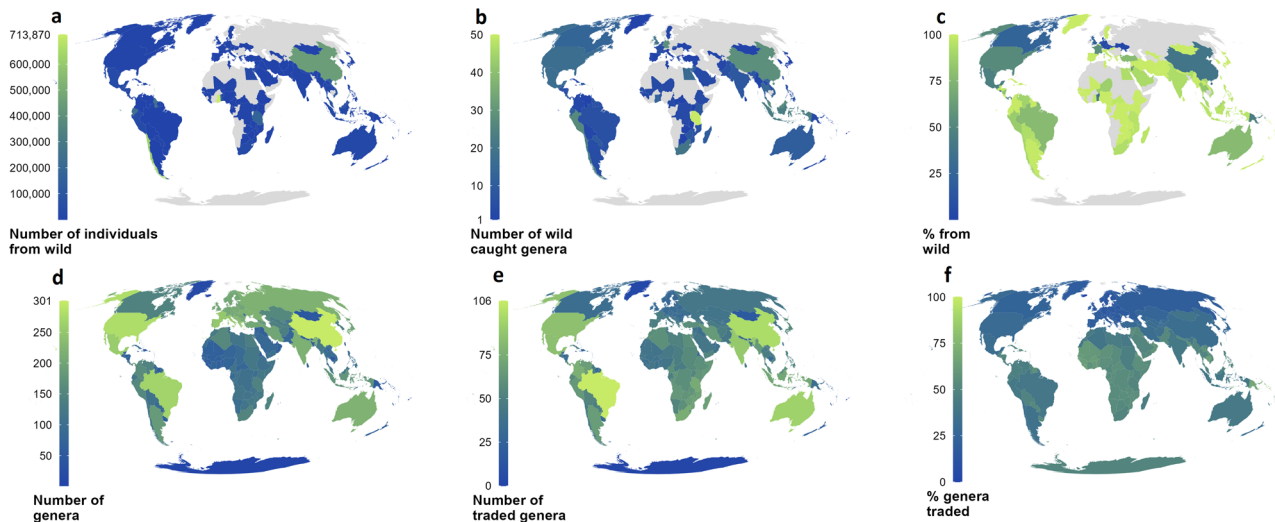 a
713,870
600,000
500,000
400,000
300,000
200,000
100,000
Number of individuals
from wild
b
50
40
30
20
10
1
Number of wild
caught genera
c
100
75
50
25
% from
wild
d
301
250
200
150
100
50
Number of
genera
e
106
75
50
25
0
Number of
traded genera
f
100
75
50
25
0
% genera
traded